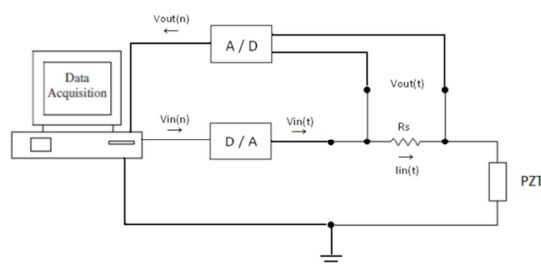 Vout(n)
A / D
Data
Acquisition
Vout(t)
Vin(n)
Vin(t)
D / A
Rs
Iin(t)
PZT